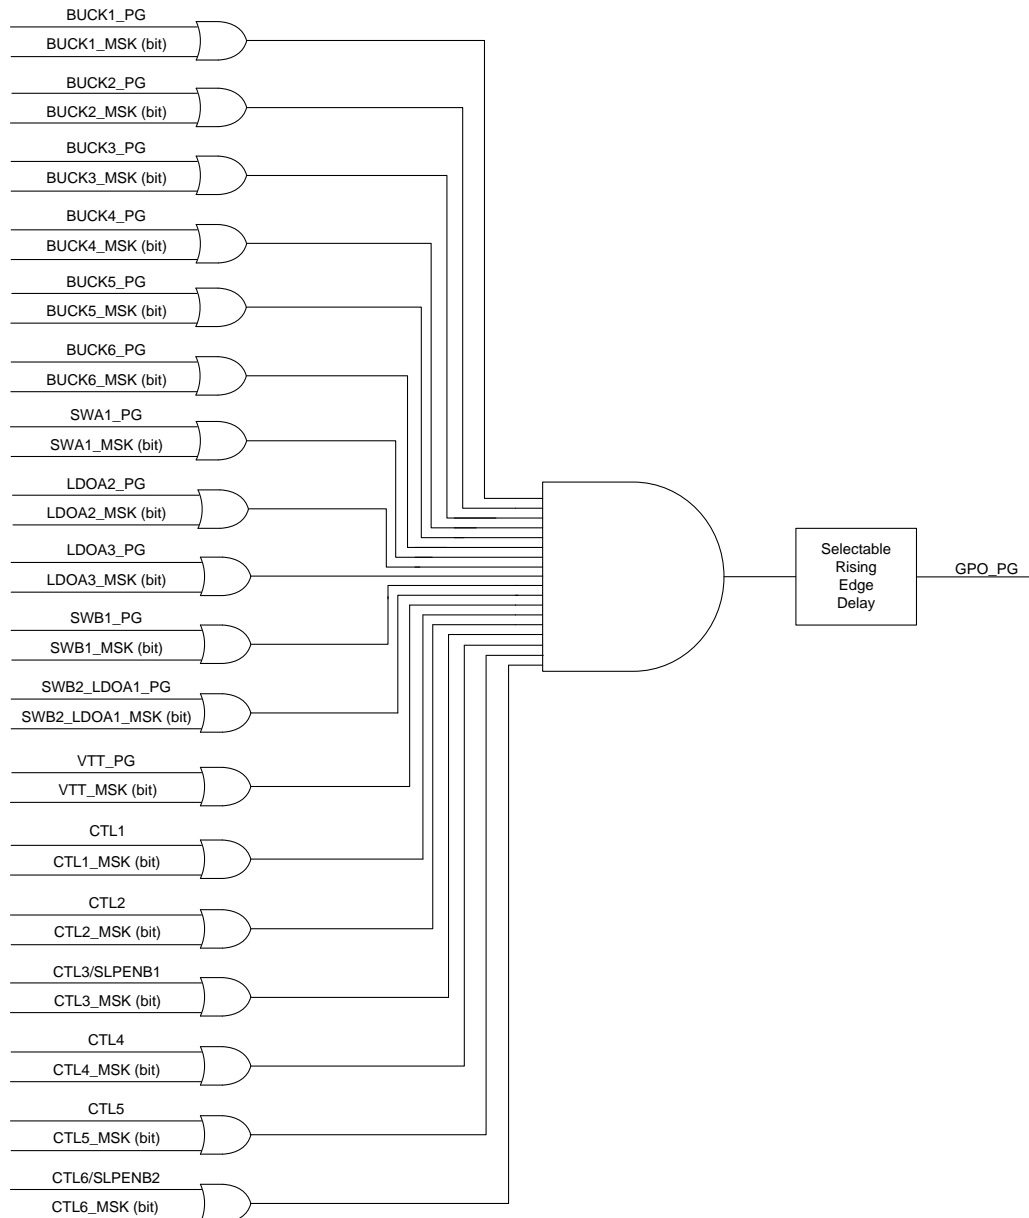 BUCK1_PG
BUCK1_MSK (bit)
BUCK2_PG
BUCK2_MSK (bit)
BUCK3_PG
BUCK3_MSK (bit)
BUCK4_PG
BUCK4_MSK (bit)
BUCK5_PG
BUCK5_MSK (bit)
BUCK6_PG
BUCK6_MSK (bit)
SWA1_PG
SWA1_MSK (bit)
LDOA2_PG
LDOA2_MSK (bit)
LDOA3_PG
LDOA3_MSK (bit)
SWB1_PG
SWB1_MSK (bit)
SWB2_LDOA1_PG
SWB2_LDOA1_MSK (bit)
VTT_PG
VTT_MSK (bit)
CTL1
CTL1_MSK (bit)
CTL2
CTL2_MSK (bit)
CTL3/SLPENB1
CTL3_MSK (bit)
CTL4
CTL4_MSK (bit)
CTL5
CTL5_MSK (bit)
CTL6/SLPENB2
CTL6_MSK (bit)
Selectable
Rising
Edge
Delay
GPO_PG